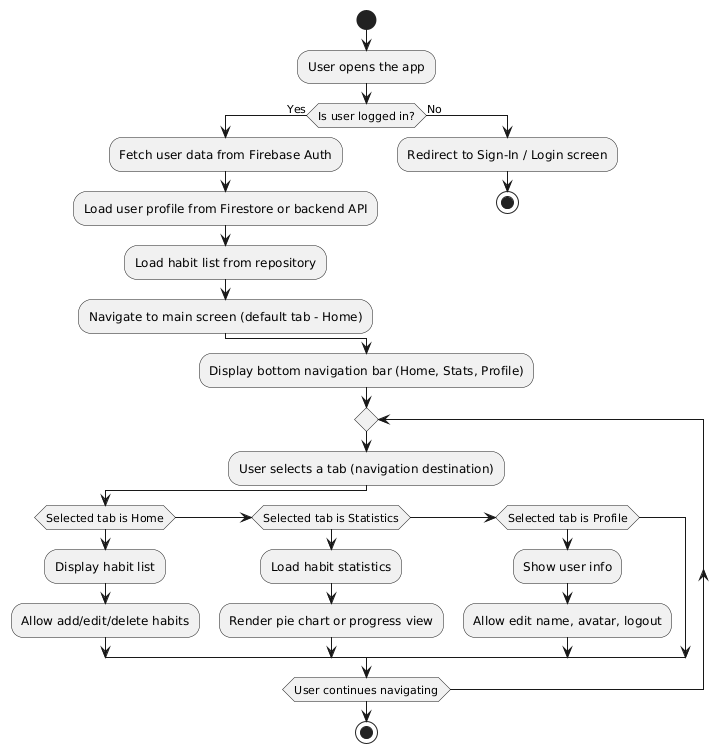 User opens the app
Yes
Is user logged in?
No
Fetch user data from Firebase Auth
Redirect to Sign-In / Login screen
Load user profile from Firestore or backend API
Load habit list from repository
Navigate to main screen (default tab - Home)
Display bottom navigation bar (Home, Stats, Profile)
User selects a tab (navigation destination)
Selected tab is Home
Selected tab is Statistics
Selected tab is Profile
Display habit list
Load habit statistics
Show user info
Allow add/edit/delete habits
Render pie chart or progress view
Allow edit name, avatar, logout
User continues navigating